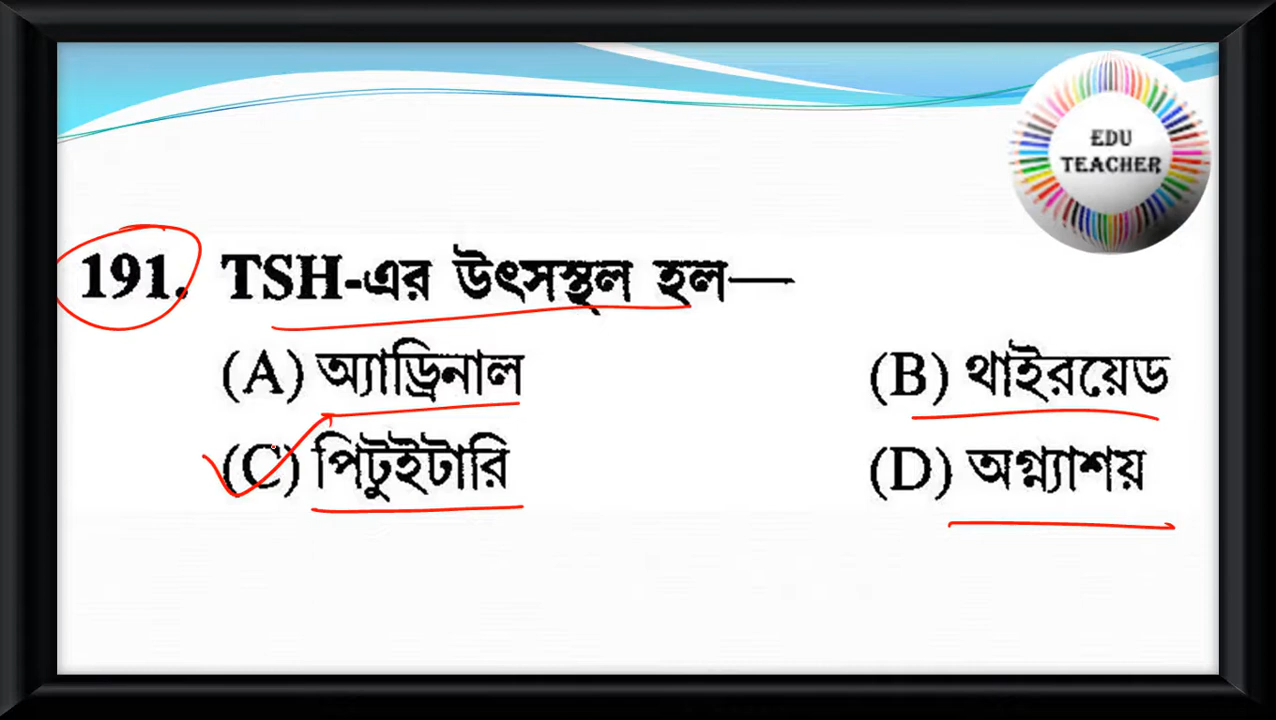 EDU
TEACHER
191. TSH-এর উৎসস্থল হল—
(A) অ্যাড্রিনাল (B) থাইরয়েড
(C) পিটুইটারি (D) অগ্ন্যাশয়